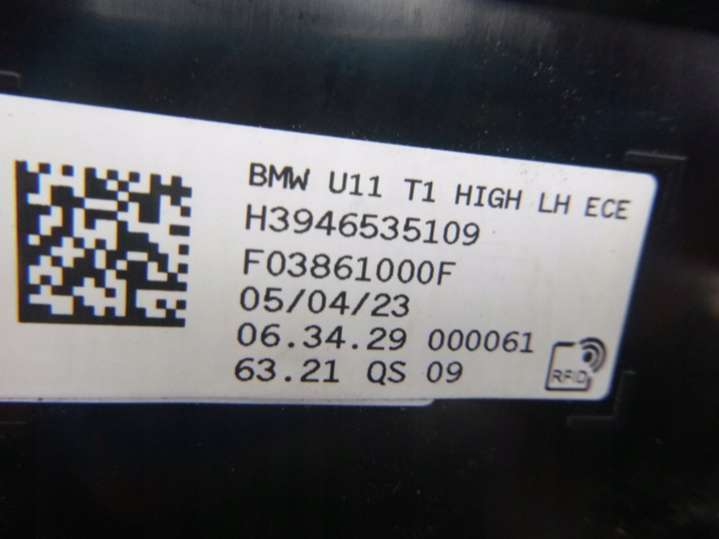 BMW U11 T1 HIGH LH ECE
H3946535109
F03861000F
05/04/23
06.34.29 000061
63.21 QS 09
RFID